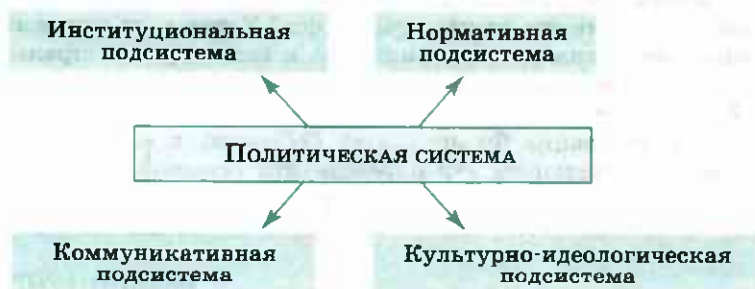 Институциональная
подсистема
Нормативная
подсистема
Политическая система
Коммуникативная
подсистема
Культурно-идеологическая
подсистема